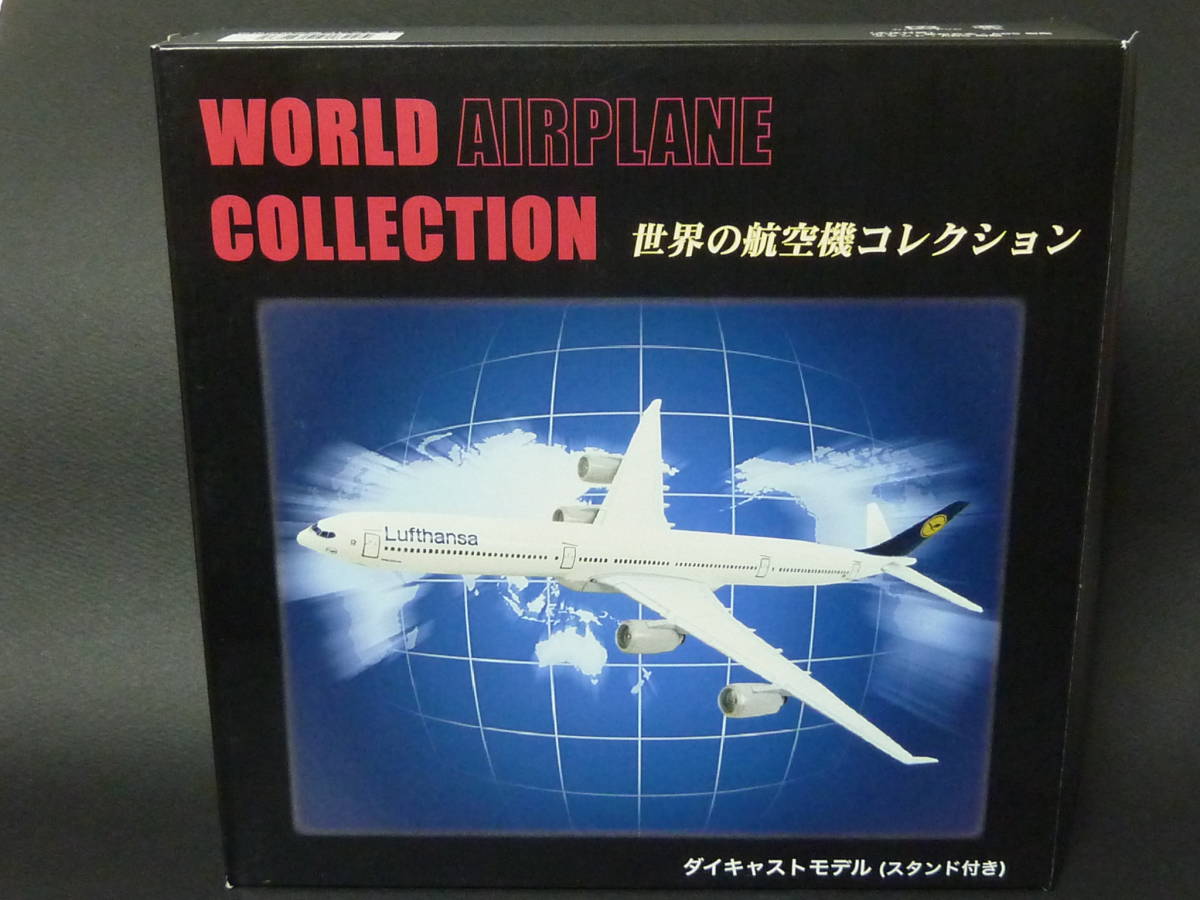 WORLD AIRPLANE
COLLECTION 世界の航空機コレクション
Lufthansa
ダイキャストモデル (スタンド付き)